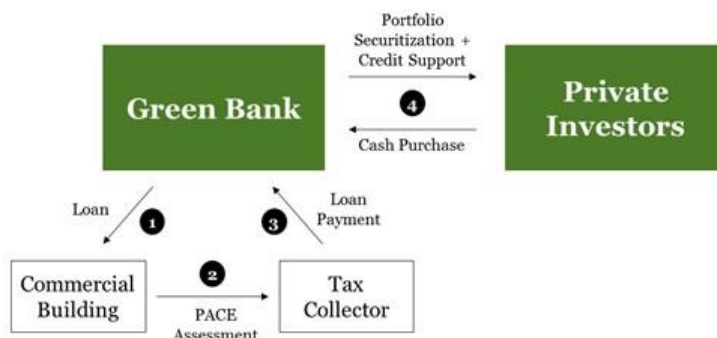 Portfolio
Securitization +
Credit Support
Green Bank
4
Private
Investors
Cash Purchase
Loan
1
3
Loan
Payment
Commercial
Building
2
PACE
Assessment
Tax
Collector